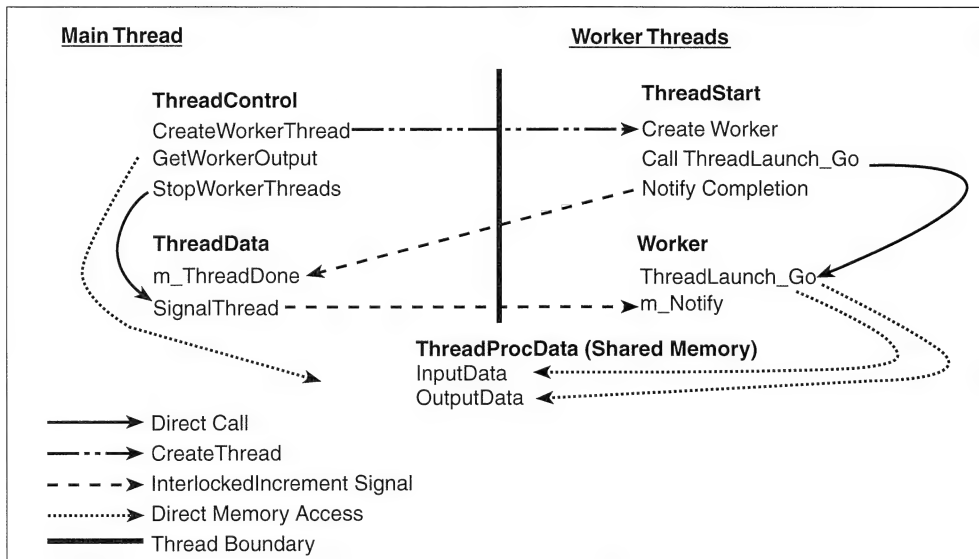 Main Thread
Worker Threads
ThreadControl
CreateWorkerThread
GetWorkerOutput
StopWorkerThreads
ThreadStart
Create Worker
Call ThreadLaunch_Go
Notify Completion
ThreadData
m_ThreadDone
SignalThread
Worker
ThreadLaunch_Go
m_Notify
ThreadProcData (Shared Memory)
InputData
OutputData
Direct Call
CreateThread
InterlockedIncrement Signal
Direct Memory Access
Thread Boundary